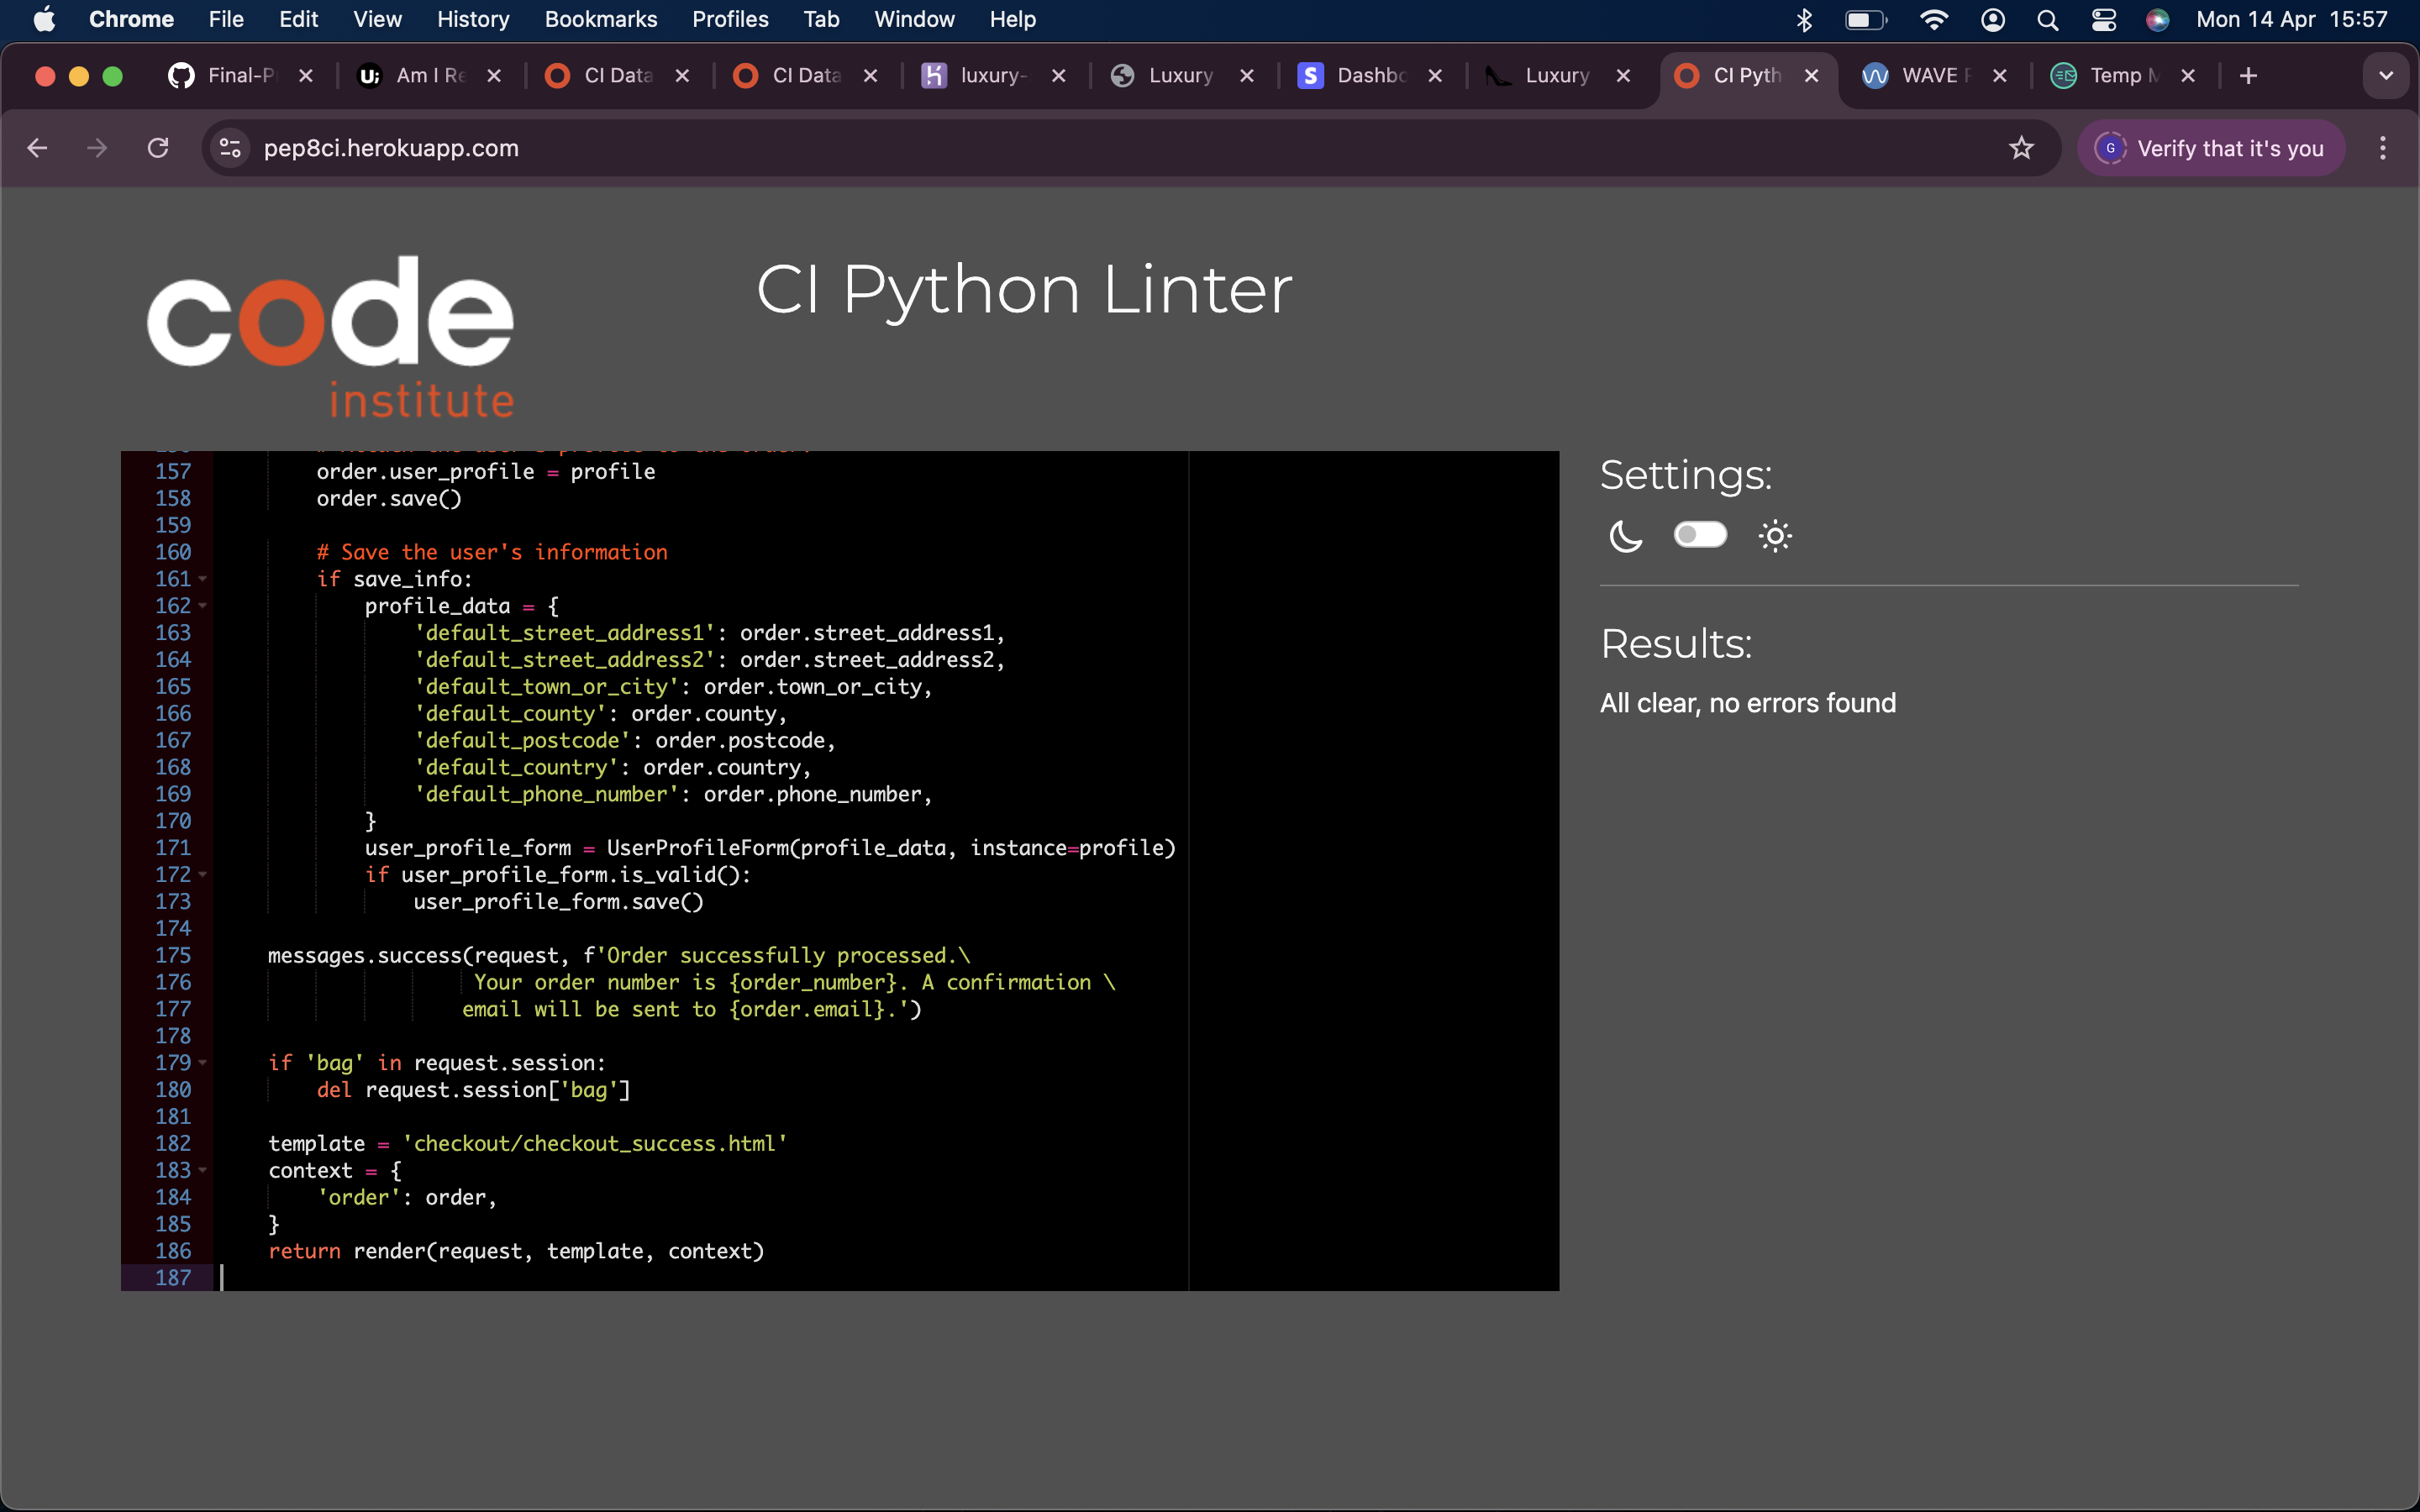 Chrome File Edit View History Bookmarks Profiles Tab Window Help Mon 14 Apr 15:57
Final-P Am I Re CI Data CI Data luxury- Luxury Dashbo Luxury CI Pyth WAVE Temp M
pep8ci.herokuapp.com G Verify that it's you
code
institute
CI Python Linter
157 order.user_profile = profile
158 order.save()
159
160 # Save the user's information
161 if save_info:
162 profile_data = {
163 'default_street_address1': order.street_address1,
164 'default_street_address2': order.street_address2,
165 'default_town_or_city': order.town_or_city,
166 'default_county': order.county,
167 'default_postcode': order.postcode,
168 'default_country': order.country,
169 'default_phone_number': order.phone_number,
170 }
171 user_profile_form = UserProfileForm(profile_data, instance=profile)
172 if user_profile_form.is_valid():
173 user_profile_form.save()
174
175 messages.success(request, f'Order successfully processed.\
176 Your order number is {order_number}. A confirmation \
177 email will be sent to {order.email}.')
178
179 if 'bag' in request.session:
180 del request.session['bag']
181
182 template = 'checkout/checkout_success.html'
183 context = {
184 'order': order,
185 }
186 return render(request, template, context)
187
Settings:
Results:
All clear, no errors found